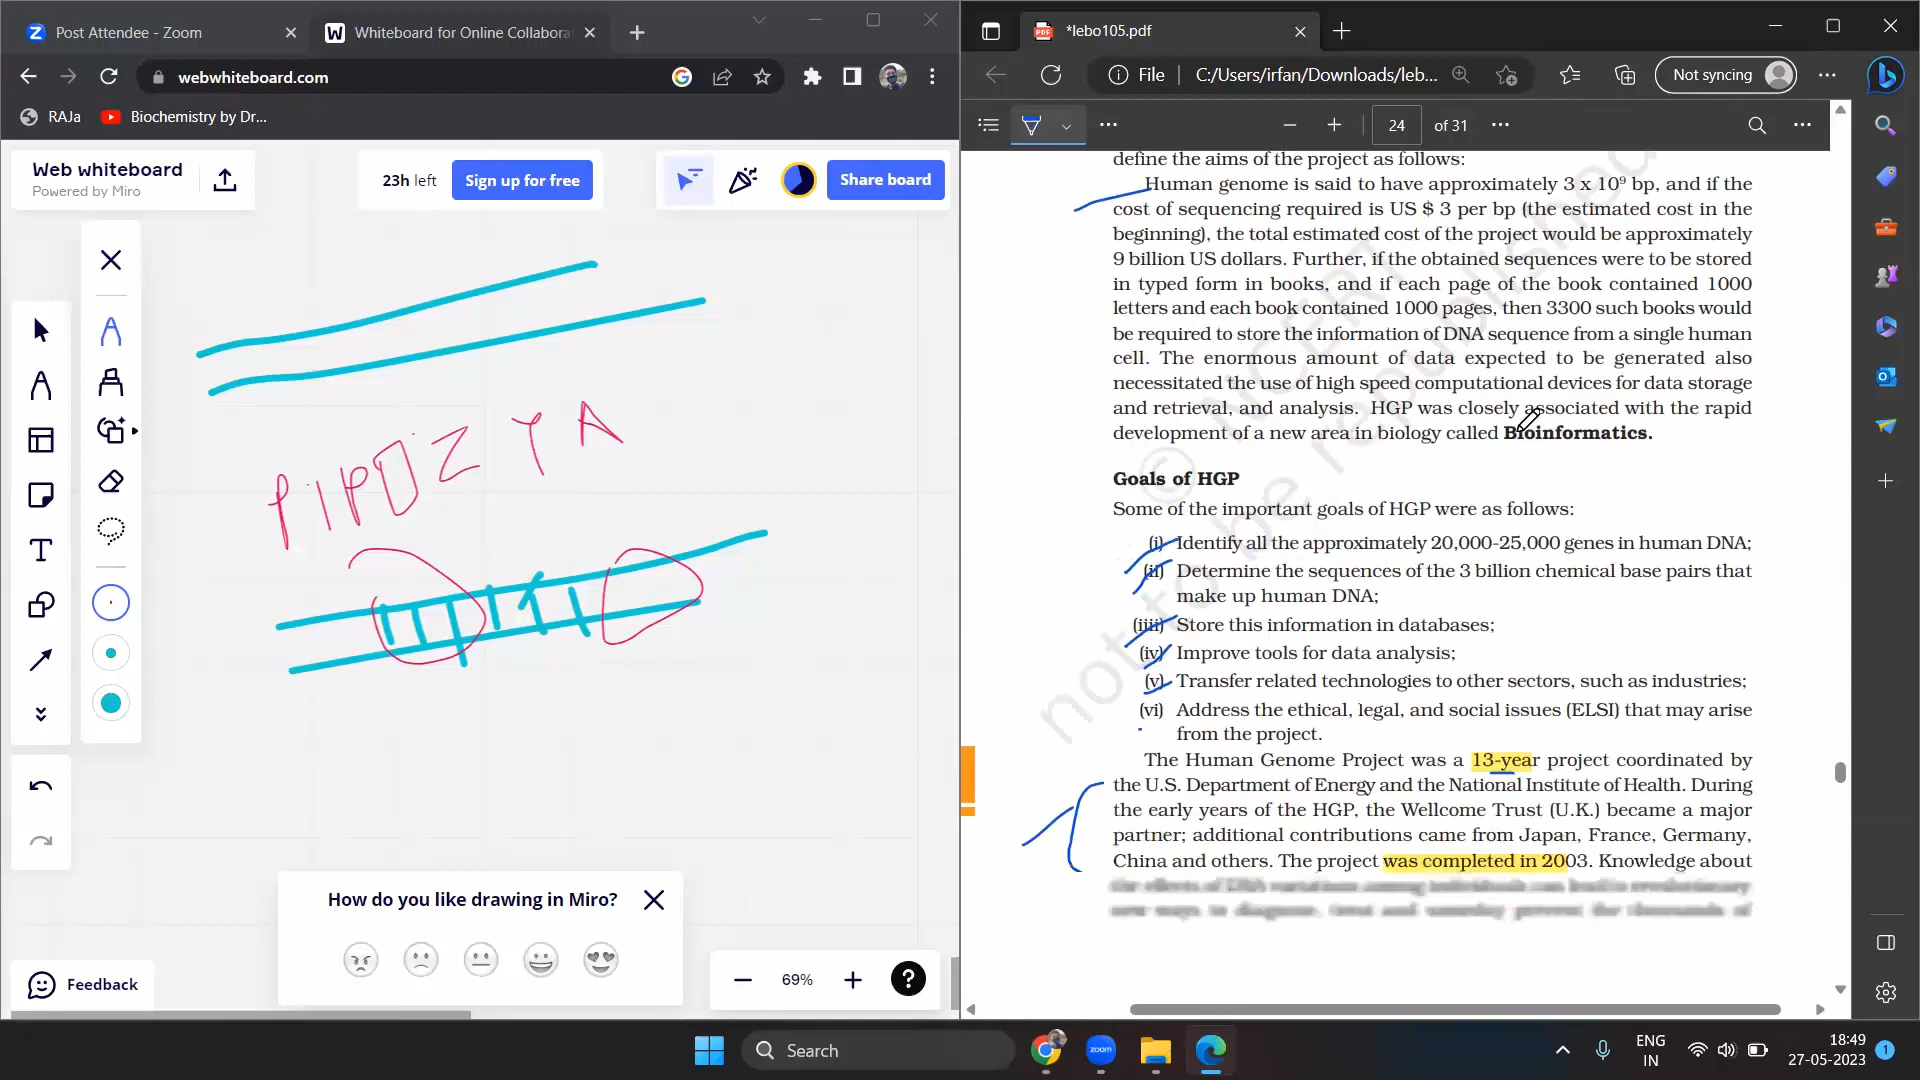 Post Attendee - Zoom
Whiteboard for Online Collabora
webwhiteboard.com
RAJa
Biochemistry by Dr...
Web whiteboard
Powered by Miro
23h left
Sign up for free
Share board
PIPOZYA
How do you like drawing in Miro?
Feedback
69%
?
*lebo105.pdf
File
C:/Users/irfan/Downloads/leb...
Not syncing
24 of 31
define the aims of the project as follows:
Human genome is said to have approximately 3 x 10⁹ bp, and if the
cost of sequencing required is US $ 3 per bp (the estimated cost in the
beginning), the total estimated cost of the project would be approximately
9 billion US dollars. Further, if the obtained sequences were to be stored
in typed form in books, and if each page of the book contained 1000
letters and each book contained 1000 pages, then 3300 such books would
be required to store the information of DNA sequence from a single human
cell. The enormous amount of data expected to be generated also
necessitated the use of high speed computational devices for data storage
and retrieval, and analysis. HGP was closely associated with the rapid
development of a new area in biology called Bioinformatics.
Goals of HGP
Some of the important goals of HGP were as follows:
(i) Identify all the approximately 20,000-25,000 genes in human DNA;
(ii) Determine the sequences of the 3 billion chemical base pairs that
make up human DNA;
(iii) Store this information in databases;
(iv) Improve tools for data analysis;
(v) Transfer related technologies to other sectors, such as industries;
(vi) Address the ethical, legal, and social issues (ELSI) that may arise
from the project.
The Human Genome Project was a 13-year project coordinated by
the U.S. Department of Energy and the National Institute of Health. During
the early years of the HGP, the Wellcome Trust (U.K.) became a major
partner; additional contributions came from Japan, France, Germany,
China and others. The project was completed in 2003. Knowledge about
© NCERT
not to be republished
Search
zoom
ENG
IN
18:49
27-05-2023
1